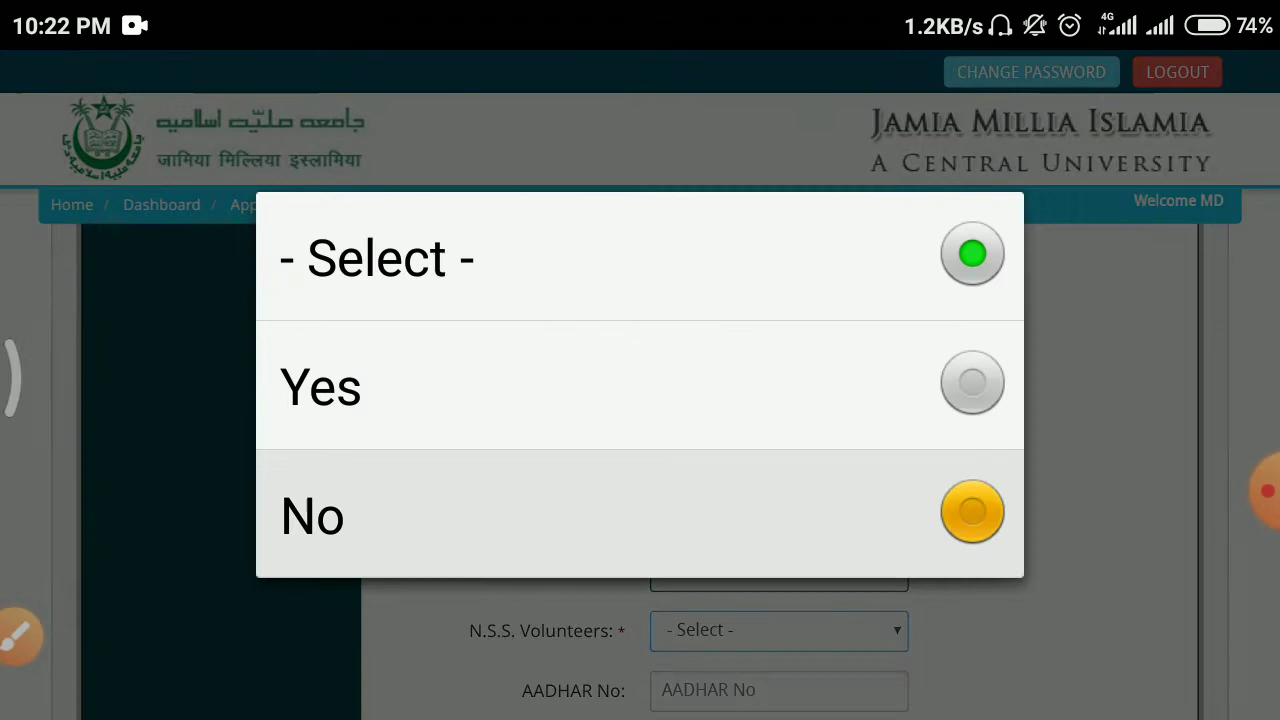 10:22 PM 1.2KB/s 4G 74%
CHANGE PASSWORD LOGOUT
جامعہ ملیہ اسلامیہ
जामिया मिल्लिया इस्लामिया
JAMIA MILLIA ISLAMIA
A CENTRAL UNIVERSITY
Home / Dashboard / App Welcome MD
- Select -
Yes
No
N.S.S. Volunteers: * - Select -
AADHAR No: AADHAR No